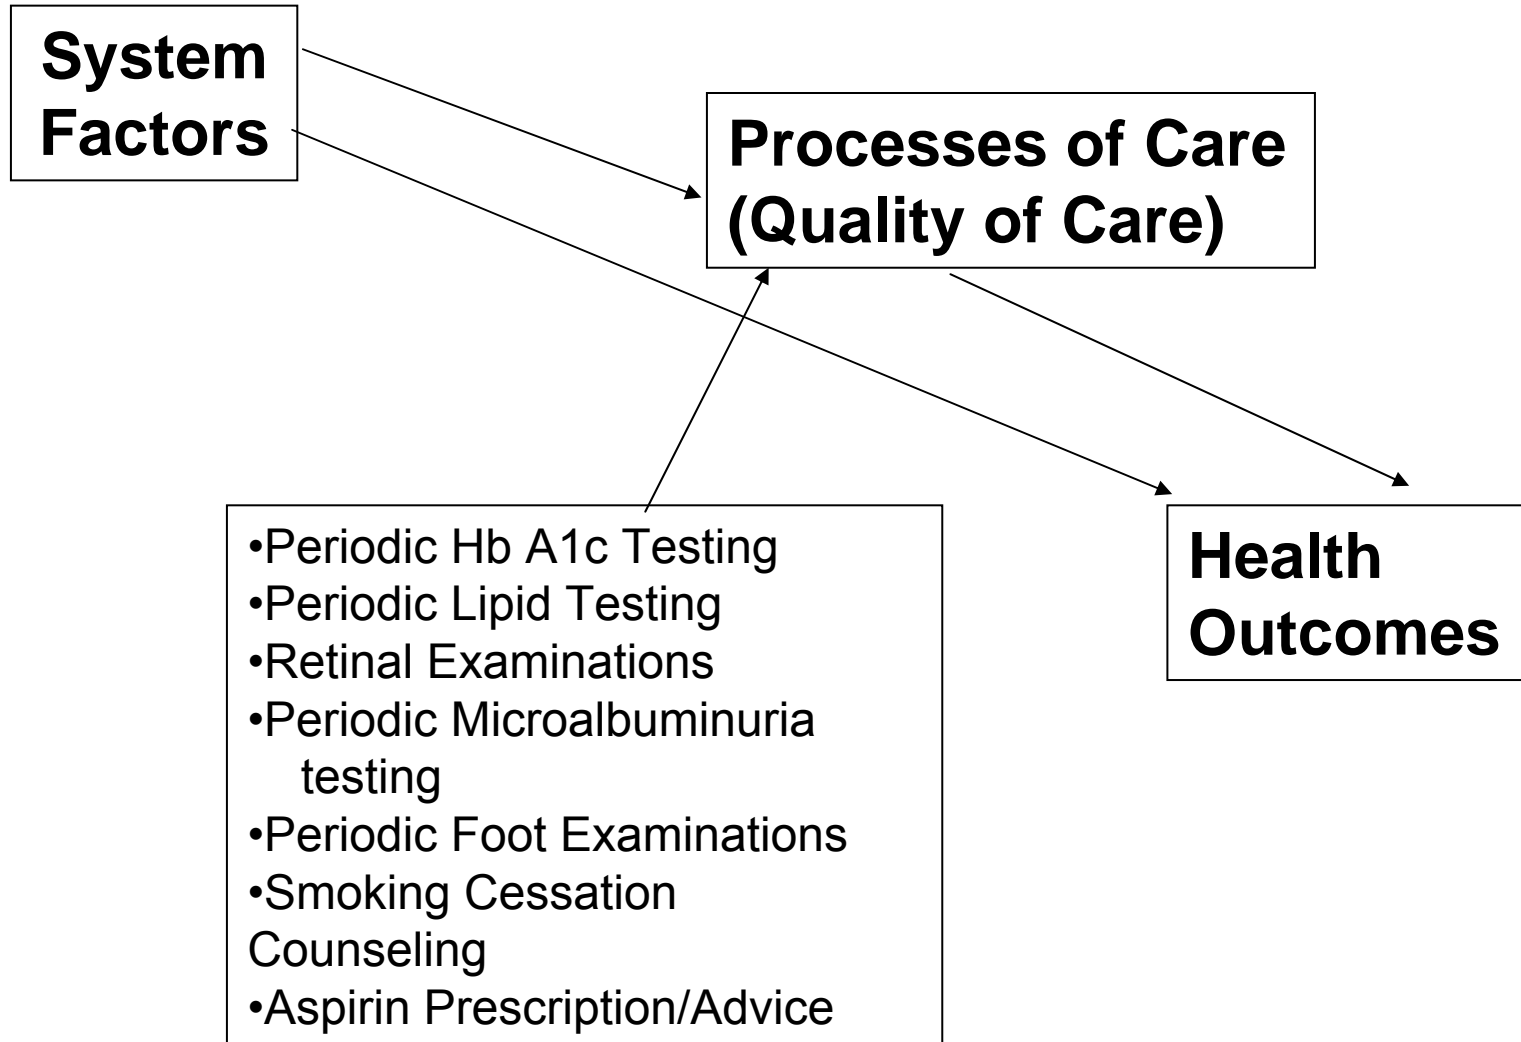 System
Factors
Processes of Care
(Quality of Care)
Health
Outcomes
•Periodic Hb A1c Testing
•Periodic Lipid Testing
•Retinal Examinations
•Periodic Microalbuminuria
testing
•Periodic Foot Examinations
•Smoking Cessation
Counseling
•Aspirin Prescription/Advice